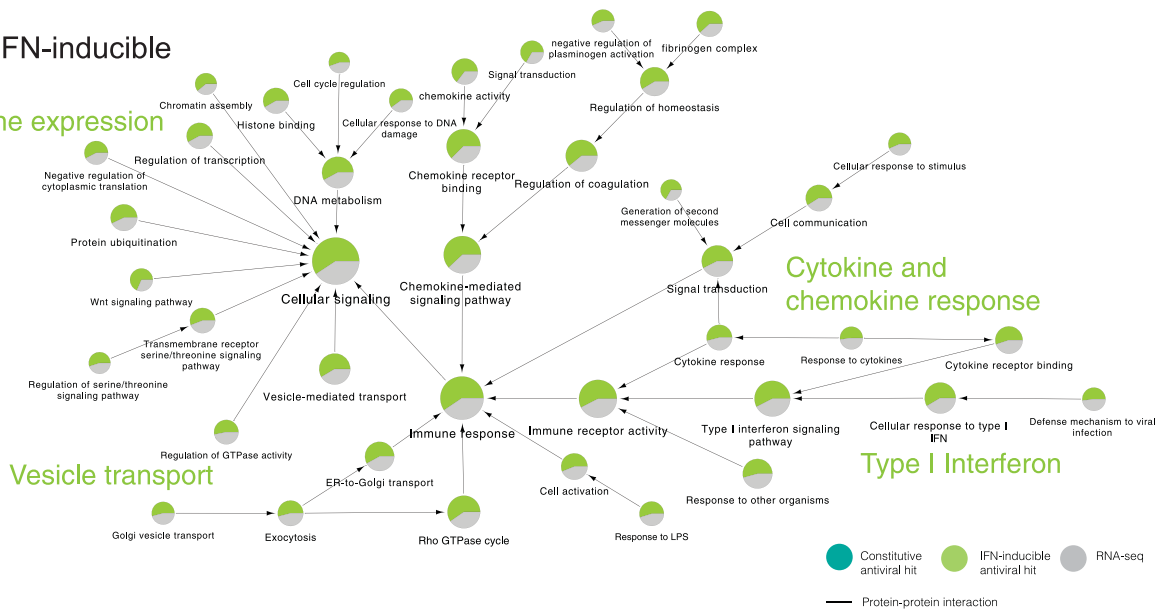 FN-inducible
ne expression
Cytokine and
chemokine response
Vesicle transport
Type I Interferon
negative regulation of
plasminogen activation
fibrinogen complex
Cell cycle regulation
Signal transduction
chemokine activity
Chromatin assembly
Histone binding
Cellular response to DNA
damage
Regulation of homeostasis
Regulation of transcription
Negative regulation of
cytoplasmic translation
DNA metabolism
Chemokine receptor
binding
Regulation of coagulation
Cellular response to stimulus
Generation of second
messenger molecules
Cell communication
Protein ubiquitination
Wnt signaling pathway
Cellular signaling
Chemokine-mediated
signaling pathway
Signal transduction
Transmembrane receptor
serine/threonine signaling
pathway
Regulation of serine/threonine
signaling pathway
Vesicle-mediated transport
Cytokine response
Response to cytokines
Cytokine receptor binding
Regulation of GTPase activity
Immune response
Immune receptor activity
Type I interferon signaling
pathway
Cellular response to type I
IFN
Defense mechanism to viral
infection
ER-to-Golgi transport
Cell activation
Response to other organisms
Golgi vesicle transport
Exocytosis
Rho GTPase cycle
Response to LPS
Constitutive
antiviral hit
IFN-inducible
antiviral hit
RNA-seq
Protein-protein interaction